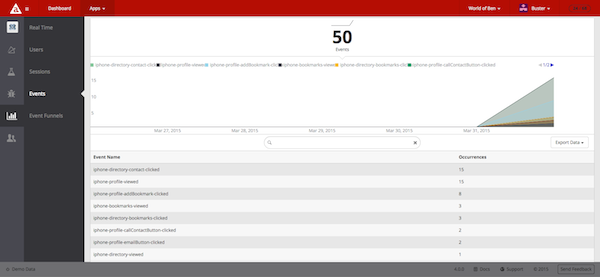 Dashboard
Apps
World of Ben
Buster
Real Time
Users
Sessions
Events
Event Funnels
50
Events
iphone-directory-contact-clicked
iphone-profile-viewed
iphone-profile-addBookmark-clicked
iphone-bookmarks-viewed
iphone-directory-bookmarks-clicked
iphone-profile-callContactButton-clicked
1/2
15
10
5
Mar 27, 2015
Mar 28, 2015
Mar 29, 2015
Mar 30, 2015
Mar 31, 2015
Export Data
Event Name Occurrences
iphone-directory-contact-clicked 15
iphone-profile-viewed 15
iphone-profile-addBookmark-clicked 8
iphone-bookmarks-viewed 3
iphone-directory-bookmarks-clicked 3
iphone-profile-callContactButton-clicked 2
iphone-profile-emailButton-clicked 2
iphone-directory-viewed 1
Demo Data
4.0.0
Docs
Support
© 2015
Send Feedback